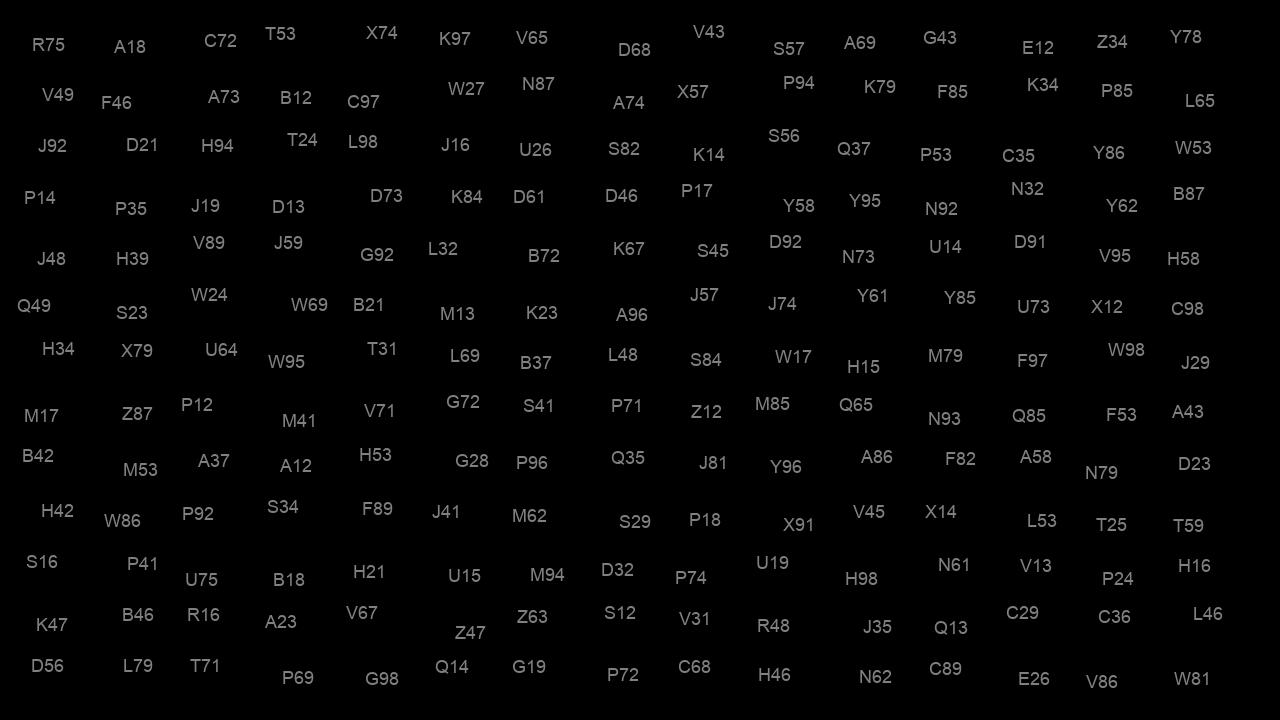 R75 A18 C72 T53 X74 K97 V65 D68 V43 S57 A69 G43 E12 Z34 Y78
V49 F46 A73 B12 C97 W27 N87 A74 X57 P94 K79 F85 K34 P85 L65
J92 D21 H94 T24 L98 J16 U26 S82 K14 S56 Q37 P53 C35 Y86 W53
P14 P35 J19 D13 D73 K84 D61 D46 P17 Y58 Y95 N92 N32 Y62 B87
J48 H39 V89 J59 G92 L32 B72 K67 S45 D92 N73 U14 D91 V95 H58
Q49 S23 W24 W69 B21 M13 K23 A96 J57 J74 Y61 Y85 U73 X12 C98
H34 X79 U64 W95 T31 L69 B37 L48 S84 W17 H15 M79 F97 W98 J29
M17 Z87 P12 M41 V71 G72 S41 P71 Z12 M85 Q65 N93 Q85 F53 A43
B42 M53 A37 A12 H53 G28 P96 Q35 J81 Y96 A86 F82 A58 N79 D23
H42 W86 P92 S34 F89 J41 M62 S29 P18 X91 V45 X14 L53 T25 T59
S16 P41 U75 B18 H21 U15 M94 D32 P74 U19 H98 N61 V13 P24 H16
K47 B46 R16 A23 V67 Z47 Z63 S12 V31 R48 J35 Q13 C29 C36 L46
D56 L79 T71 P69 G98 Q14 G19 P72 C68 H46 N62 C89 E26 V86 W81